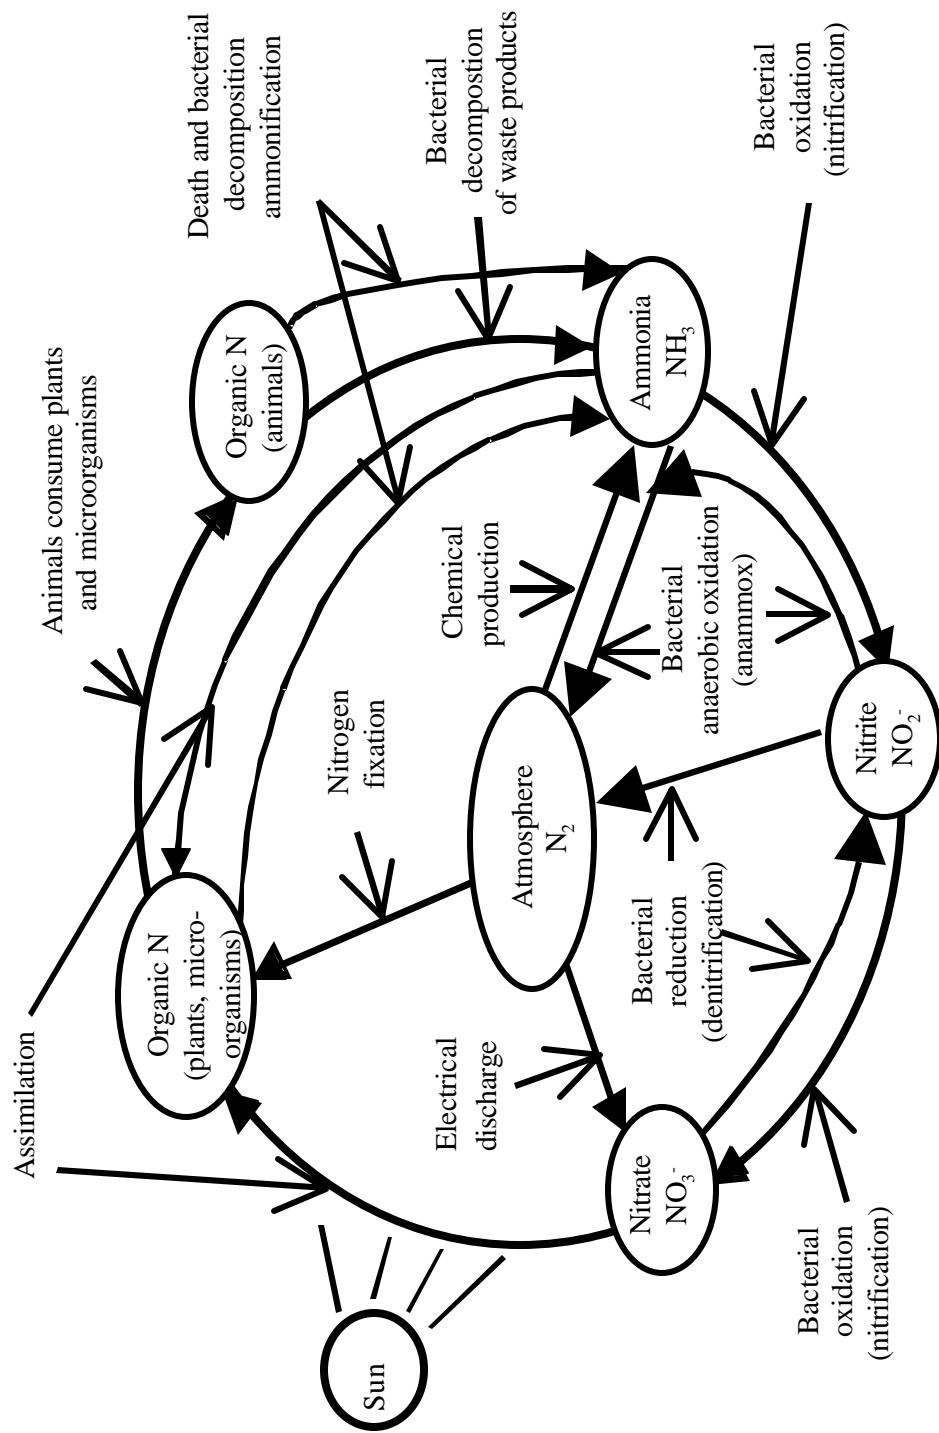 Assimilation
Animals consume plants
and microorganisms
Death and bacterial
decomposition
ammonification
Organic N
(plants, micro-
organisms)
Organic N
(animals)
Bacterial
decompostion
of waste products
Sun
Nitrogen
fixation
Electrical
discharge
Atmosphere
N₂
Chemical
production
Ammonia
NH₃
Nitrate
NO₃⁻
Bacterial
reduction
(denitrification)
Bacterial
anaerobic oxidation
(anammox)
Bacterial
oxidation
(nitrification)
Nitrite
NO₂⁻
Bacterial
oxidation
(nitrification)